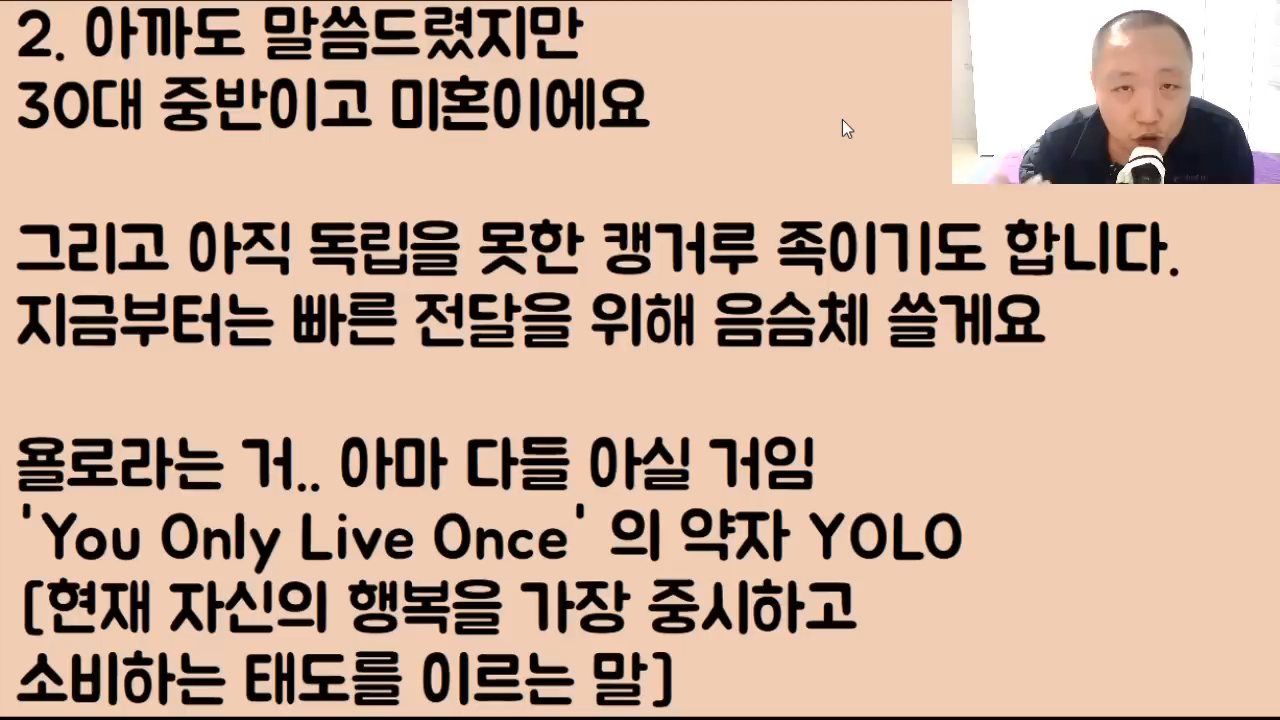 2. 아까도 말씀드렸지만
30대 중반이고 미혼이에요
그리고 아직 독립을 못한 캥거루 족이기도 합니다.
지금부터는 빠른 전달을 위해 음슴체 쓸게요
욜로라는 거.. 아마 다들 아실 거임
'You Only Live Once' 의 약자 YOLO
[현재 자신의 행복을 가장 중시하고
소비하는 태도를 이르는 말]